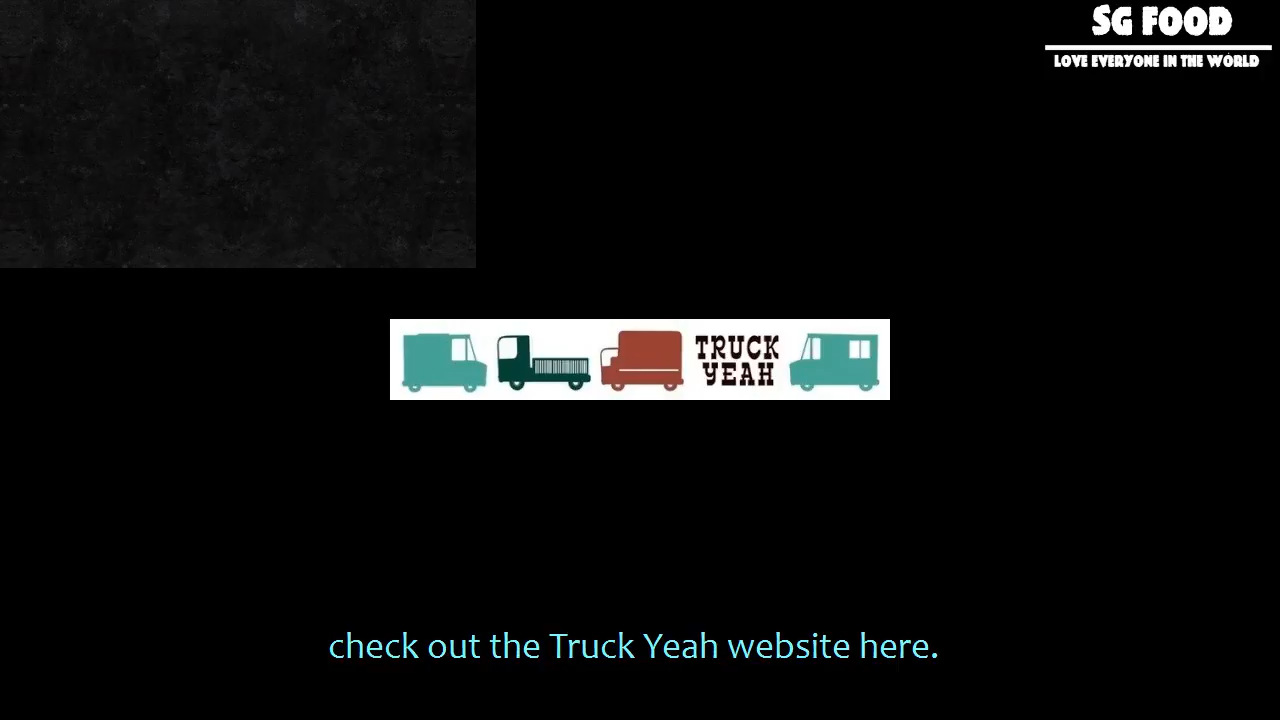 SG FOOD
LOVE EVERYONE IN THE WORLD
TRUCK
YEAH
check out the Truck Yeah website here.